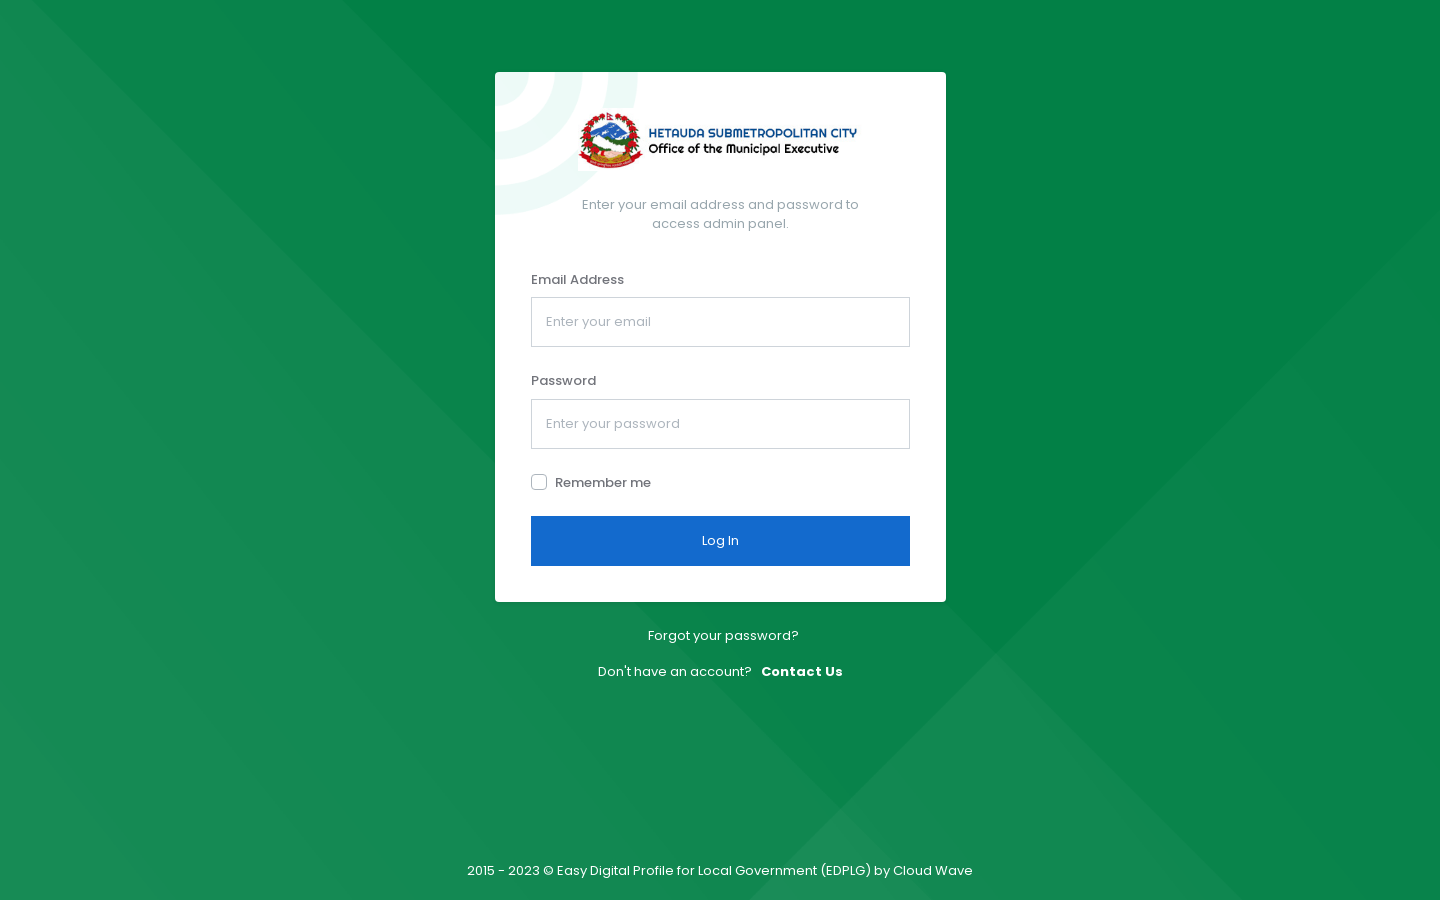 HETAUDA SUBMETROPOLITAN CITY
Office of the Municipal Executive
Enter your email address and password to
access admin panel.
Email Address
Enter your email
Password
Enter your password
Remember me
Log In
Forgot your password?
Don't have an account? Contact Us
2015 - 2023 © Easy Digital Profile for Local Government (EDPLG) by Cloud Wave